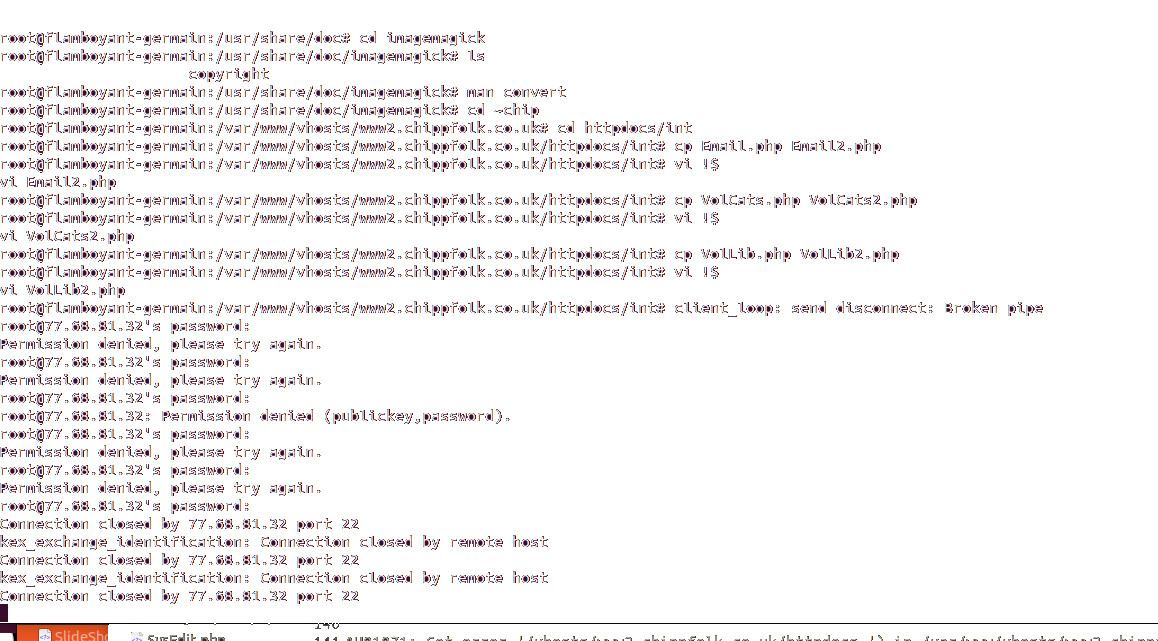 root@flamboyant-germain:/usr/share/doc# cd imagemagick
root@flamboyant-germain:/usr/share/doc/imagemagick# ls
copyright
root@flamboyant-germain:/usr/share/doc/imagemagick# man convert
root@flamboyant-germain:/usr/share/doc/imagemagick# cd ~chip
root@flamboyant-germain:/var/www/vhosts/www2.chippfolk.co.uk# cd httpdocs/int
root@flamboyant-germain:/var/www/vhosts/www2.chippfolk.co.uk/httpdocs/int# cp Email.php Email2.php
root@flamboyant-germain:/var/www/vhosts/www2.chippfolk.co.uk/httpdocs/int# vi !$
vi Email2.php
root@flamboyant-germain:/var/www/vhosts/www2.chippfolk.co.uk/httpdocs/int# cp VolCats.php VolCats2.php
root@flamboyant-germain:/var/www/vhosts/www2.chippfolk.co.uk/httpdocs/int# vi !$
vi VolCats2.php
root@flamboyant-germain:/var/www/vhosts/www2.chippfolk.co.uk/httpdocs/int# cp VolLib.php VolLib2.php
root@flamboyant-germain:/var/www/vhosts/www2.chippfolk.co.uk/httpdocs/int# vi !$
vi VolLib2.php
root@flamboyant-germain:/var/www/vhosts/www2.chippfolk.co.uk/httpdocs/int# client_loop: send disconnect: Broken pipe
root@77.68.81.32's password:
Permission denied, please try again.
root@77.68.81.32's password:
Permission denied, please try again.
root@77.68.81.32's password:
root@77.68.81.32: Permission denied (publickey,password).
root@77.68.81.32's password:
Permission denied, please try again.
root@77.68.81.32's password:
Permission denied, please try again.
root@77.68.81.32's password:
Connection closed by 77.68.81.32 port 22
kex_exchange_identification: Connection closed by remote host
Connection closed by 77.68.81.32 port 22
kex_exchange_identification: Connection closed by remote host
Connection closed by 77.68.81.32 port 22